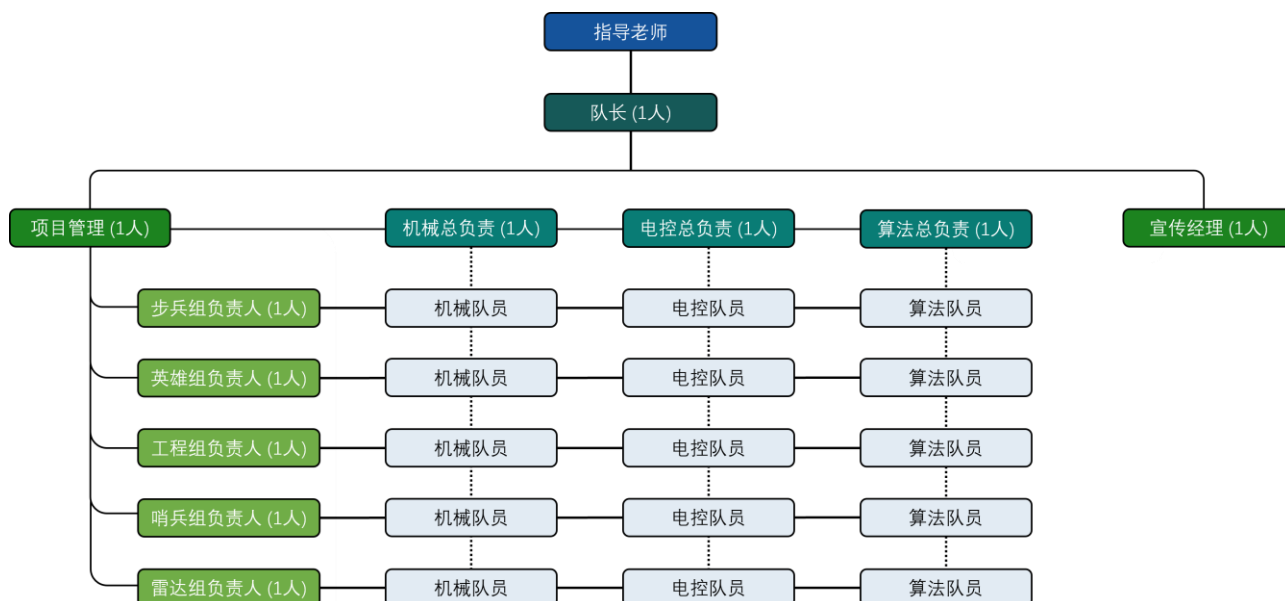 指导老师
队长 (1人)
项目管理 (1人)
机械总负责 (1人)
电控总负责 (1人)
算法总负责 (1人)
宣传经理 (1人)
步兵组负责人 (1人)
机械队员
电控队员
算法队员
英雄组负责人 (1人)
机械队员
电控队员
算法队员
工程组负责人 (1人)
机械队员
电控队员
算法队员
哨兵组负责人 (1人)
机械队员
电控队员
算法队员
雷达组负责人 (1人)
机械队员
电控队员
算法队员